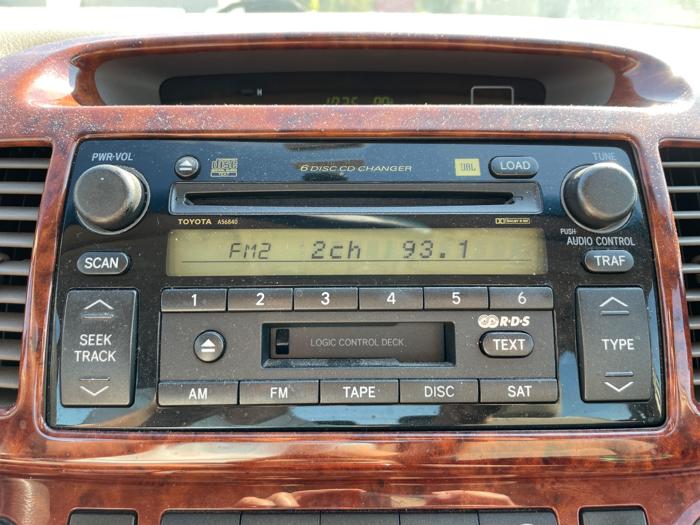 PWR·VOL
6 DISC CD CHANGER
JBL
LOAD
TUNE
TOYOTA A56840
PUSH
AUDIO CONTROL
SCAN
FM2 2ch 93.1
TRAF
1 2 3 4 5 6
SEEK
TRACK
LOGIC CONTROL DECK
R·D·S
TEXT
TYPE
AM FM TAPE DISC SAT